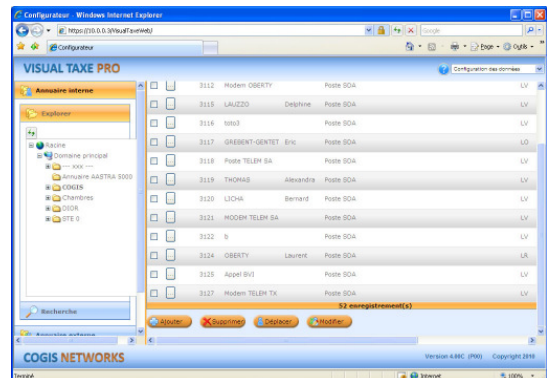 Configurateur - Windows Internet Explorer
https://10.0.0.3/VisualTaxeWeb/
Google
Configurateur
Page
Outils
VISUAL TAXE PRO
Configuration des données
Annuaire interne
Explorer
Racine
Domaine principal
--- xxx ---
Annuaire AASTRA 5000
COGIS
Chambres
DIOR
STE 0
Recherche
Annuaire externe
3112 Modem OBERTY Poste SDA LV
3115 LAUZZO Delphine Poste SDA LV
3116 toto3 Poste SDA LV
3117 GREBENT-GENTET Eric Poste SDA LO
3118 Poste TELEM SA Poste SDA LV
3119 THOMAS Alexandre Poste SDA LV
3120 LICHA Bernard Poste SDA LV
3121 MODEM TELEM SA Poste SDA LV
3122 b Poste SDA LV
3124 OBERTY Laurent Poste SDA LR
3125 Appel BVI Poste SDA LV
3127 Modem TELEM TX Poste SDA LV
52 enregistrement(s)
Ajouter
Supprimer
Déplacer
Modifier
COGIS NETWORKS
Version 4.00C (P00) Copyright 2010
Terminé
Internet
100%